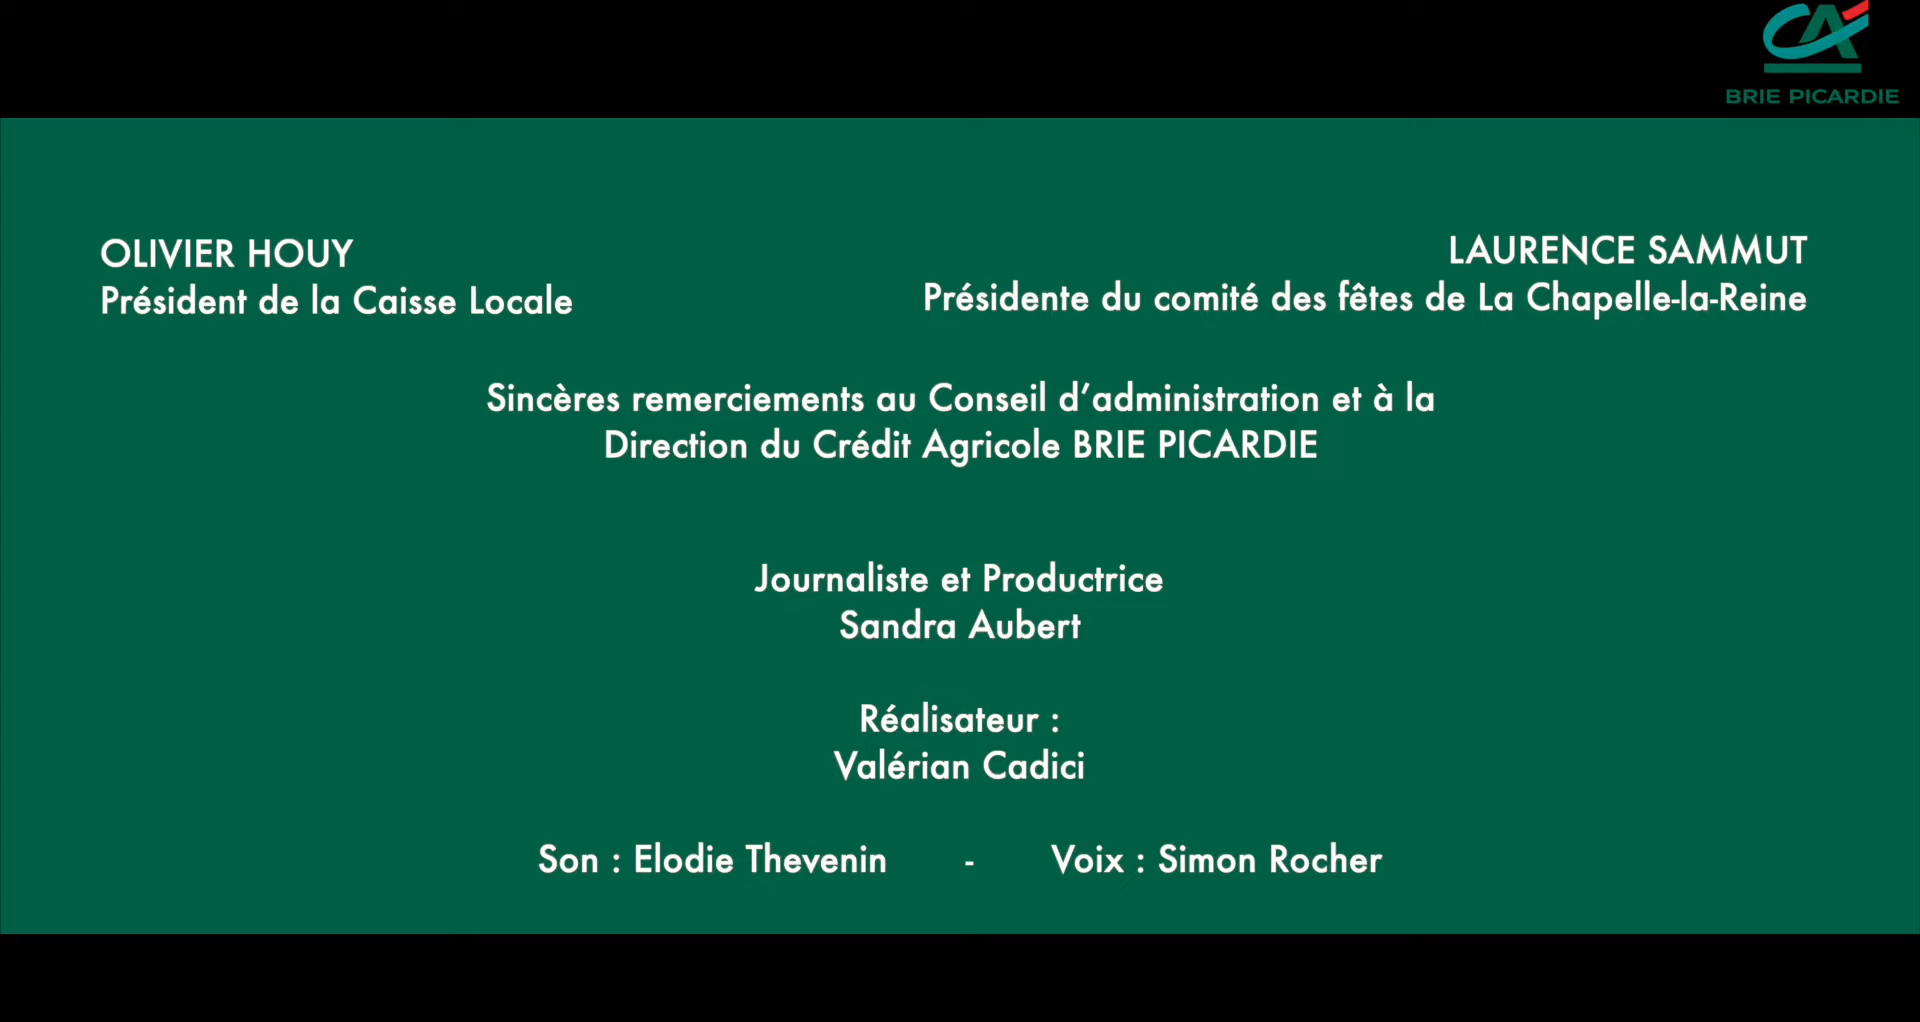 CA
BRIE PICARDIE
OLIVIER HOUY
Président de la Caisse Locale
LAURENCE SAMMUT
Présidente du comité des fêtes de La Chapelle-la-Reine
Sincères remerciements au Conseil d’administration et à la
Direction du Crédit Agricole BRIE PICARDIE
Journaliste et Productrice
Sandra Aubert
Réalisateur :
Valérian Cadici
Son : Elodie Thevenin - Voix : Simon Rocher